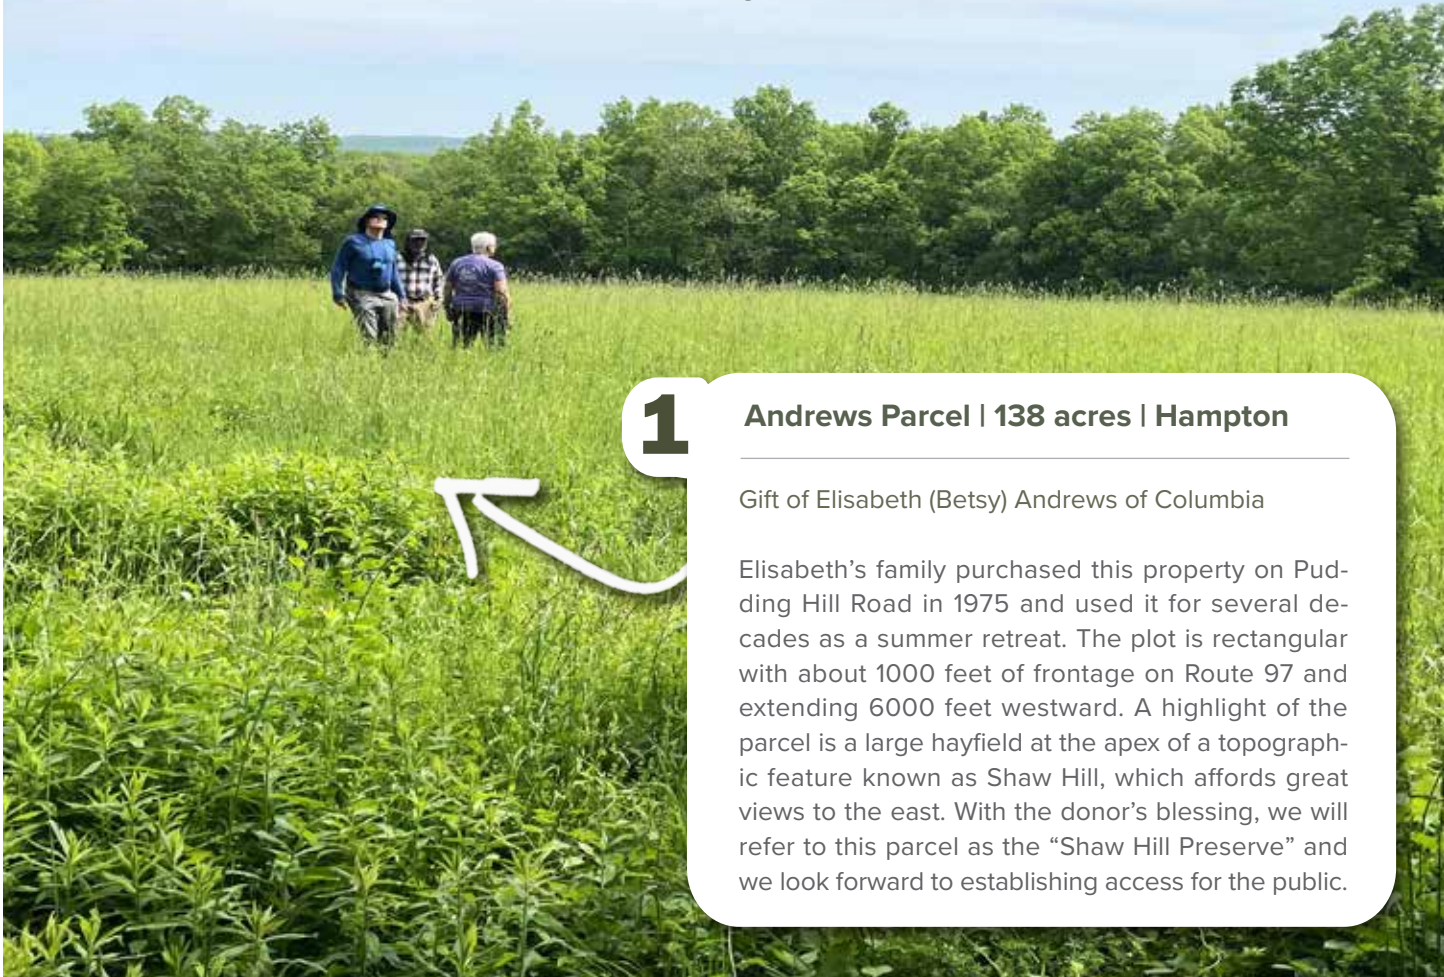 1
Andrews Parcel | 138 acres | Hampton
Gift of Elisabeth (Betsy) Andrews of Columbia
Elisabeth’s family purchased this property on Pud-
ding Hill Road in 1975 and used it for several de-
cades as a summer retreat. The plot is rectangular
with about 1000 feet of frontage on Route 97 and
extending 6000 feet westward. A highlight of the
parcel is a large hayfield at the apex of a topograph-
ic feature known as Shaw Hill, which affords great
views to the east. With the donor’s blessing, we will
refer to this parcel as the “Shaw Hill Preserve” and
we look forward to establishing access for the public.